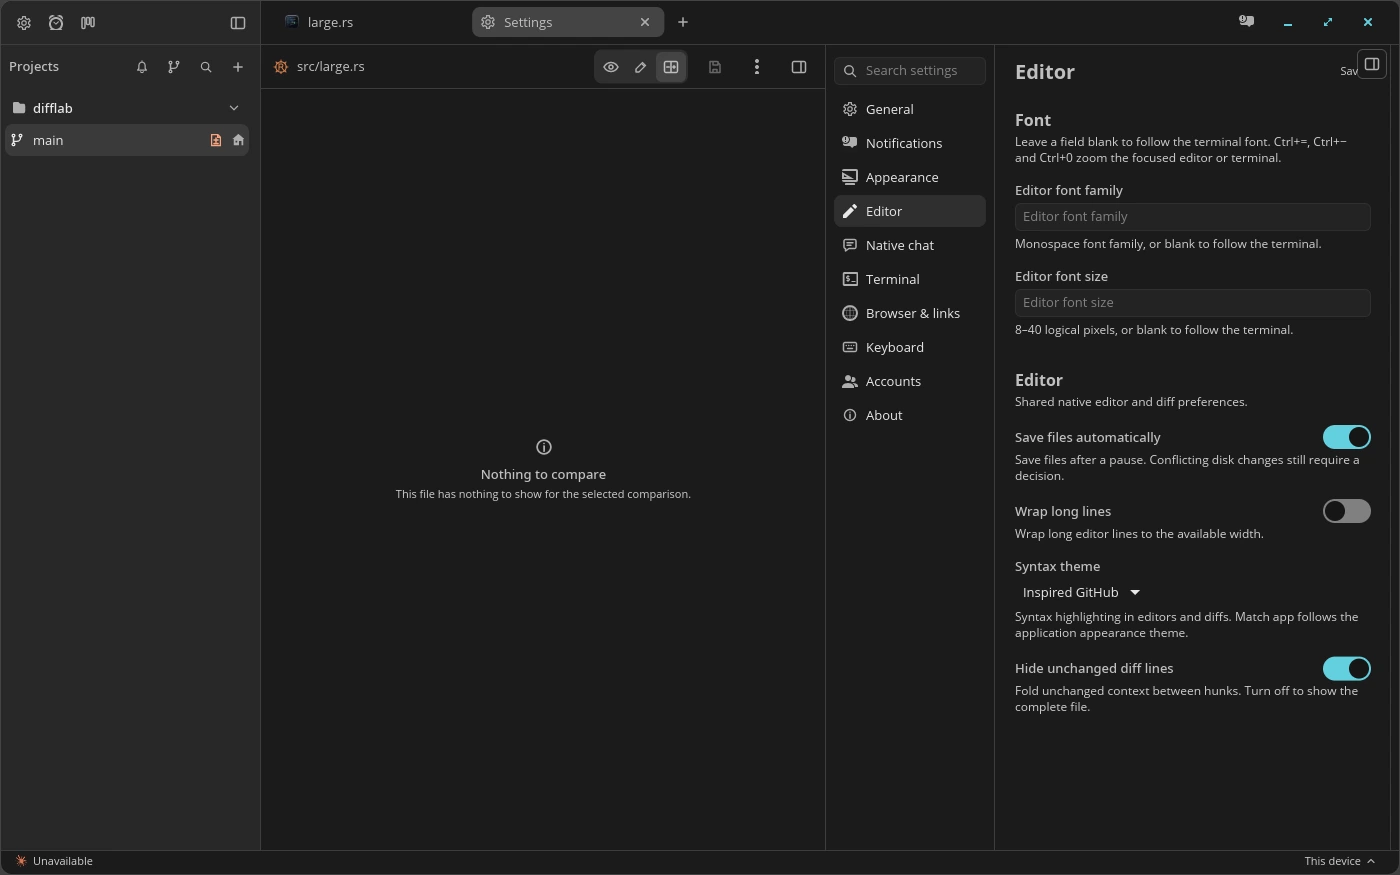 large.rs
Settings
Projects
src/large.rs
difflab
main
Nothing to compare
This file has nothing to show for the selected comparison.
Search settings
General
Notifications
Appearance
Editor
Native chat
Terminal
Browser & links
Keyboard
Accounts
About
Editor
Sav
Font
Leave a field blank to follow the terminal font. Ctrl+=, Ctrl+−
and Ctrl+0 zoom the focused editor or terminal.
Editor font family
Editor font family
Monospace font family, or blank to follow the terminal.
Editor font size
Editor font size
8–40 logical pixels, or blank to follow the terminal.
Editor
Shared native editor and diff preferences.
Save files automatically
Save files after a pause. Conflicting disk changes still require a
decision.
Wrap long lines
Wrap long editor lines to the available width.
Syntax theme
Inspired GitHub
Syntax highlighting in editors and diffs. Match app follows the
application appearance theme.
Hide unchanged diff lines
Fold unchanged context between hunks. Turn off to show the
complete file.
Unavailable
This device